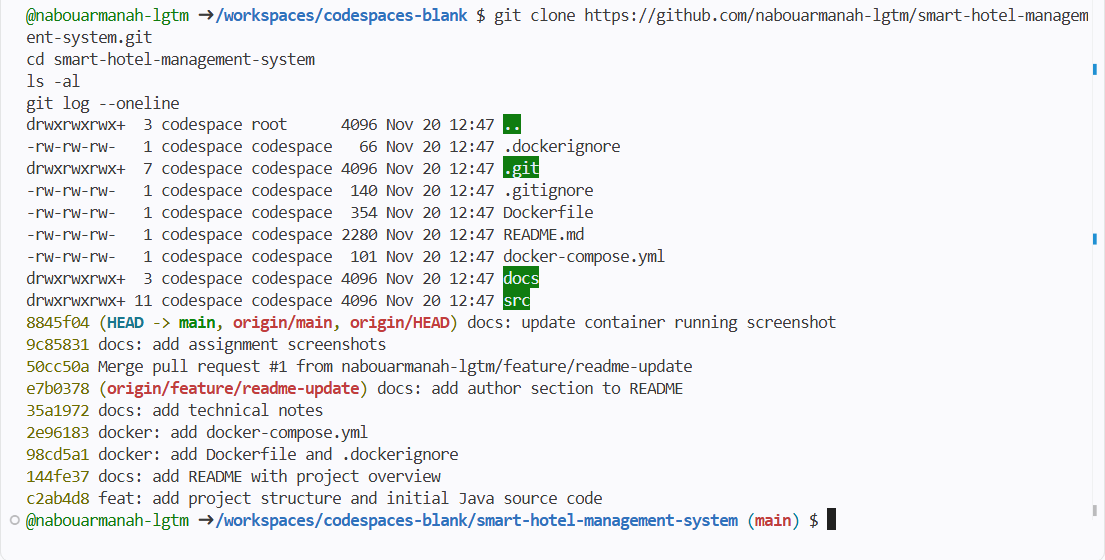 @nabouarmanah-lgtm ➜/workspaces/codespaces-blank $ git clone https://github.com/nabouarmanah-lgtm/smart-hotel-managem
ent-system.git
cd smart-hotel-management-system
ls -al
git log --oneline
drwxrwxrwx+  3 codespace root      4096 Nov 20 12:47 ..
-rw-rw-rw-   1 codespace codespace   66 Nov 20 12:47 .dockerignore
drwxrwxrwx+  7 codespace codespace 4096 Nov 20 12:47 .git
-rw-rw-rw-   1 codespace codespace  140 Nov 20 12:47 .gitignore
-rw-rw-rw-   1 codespace codespace  354 Nov 20 12:47 Dockerfile
-rw-rw-rw-   1 codespace codespace 2280 Nov 20 12:47 README.md
-rw-rw-rw-   1 codespace codespace  101 Nov 20 12:47 docker-compose.yml
drwxrwxrwx+  3 codespace codespace 4096 Nov 20 12:47 docs
drwxrwxrwx+ 11 codespace codespace 4096 Nov 20 12:47 src
8845f04 (HEAD -> main, origin/main, origin/HEAD) docs: update container running screenshot
9c85831 docs: add assignment screenshots
50cc50a Merge pull request #1 from nabouarmanah-lgtm/feature/readme-update
e7b0378 (origin/feature/readme-update) docs: add author section to README
35a1972 docs: add technical notes
2e96183 docker: add docker-compose.yml
98cd5a1 docker: add Dockerfile and .dockerignore
144fe37 docs: add README with project overview
c2ab4d8 feat: add project structure and initial Java source code
@nabouarmanah-lgtm ➜/workspaces/codespaces-blank/smart-hotel-management-system (main) $